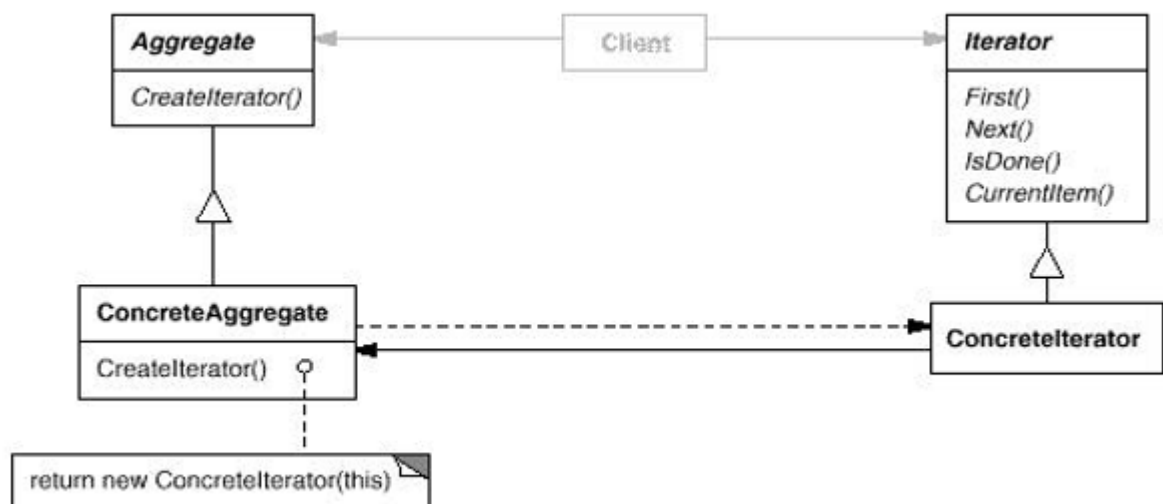 Aggregate
CreateIterator()
Client
Iterator
First()
Next()
IsDone()
CurrentItem()
ConcreteAggregate
CreateIterator()
ConcreteIterator
return new ConcreteIterator(this)